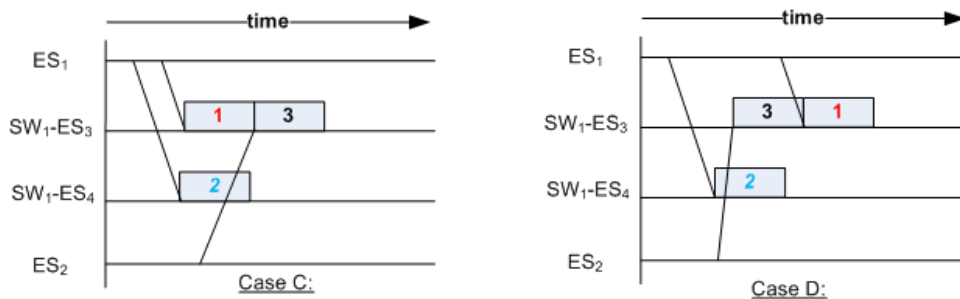 time
ES1
1 3
SW1-ES3
2
SW1-ES4
ES2
Case C:
time
ES1
3 1
SW1-ES3
2
SW1-ES4
ES2
Case D: